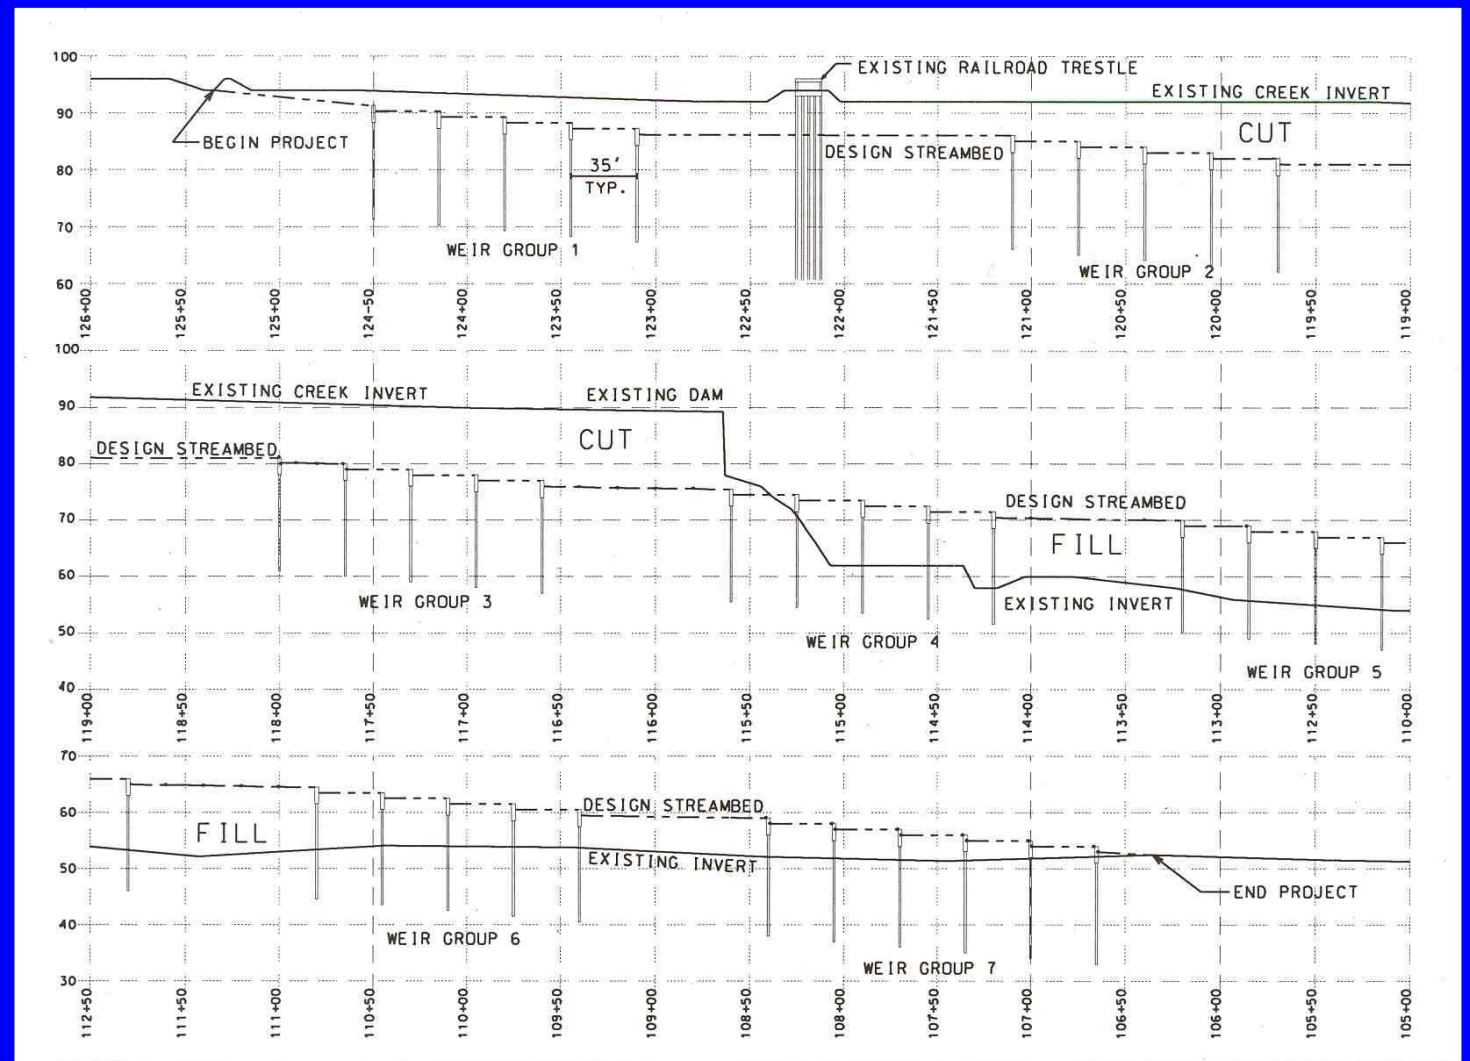 100
EXISTING RAILROAD TRESTLE
EXISTING CREEK INVERT
90
CUT
BEGIN PROJECT
DESIGN STREAMBED
80
35'
TYP.
70
WEIR GROUP 1
WEIR GROUP 2
60
126+00
125+50
125+00
124-50
124+00
123+50
123+00
122+50
122+00
121+50
121+00
120+50
120+00
119+50
119+00
100
EXISTING CREEK INVERT
EXISTING DAM
90
CUT
DESIGN STREAMBED
80
DESIGN STREAMBED
70
FILL
60
WEIR GROUP 3
EXISTING INVERT
50
WEIR GROUP 4
WEIR GROUP 5
40
119+00
118+50
118+00
117+50
117+00
116+50
116+00
115+50
115+00
114+50
114+00
113+50
113+00
112+50
110+00
70
DESIGN STREAMBED
60
FILL
EXISTING INVERT
50
END PROJECT
40
WEIR GROUP 6
WEIR GROUP 7
30
112+50
111+50
111+00
110+50
110+00
109+50
109+00
108+50
108+00
107+50
107+00
106+50
106+00
105+50
105+00